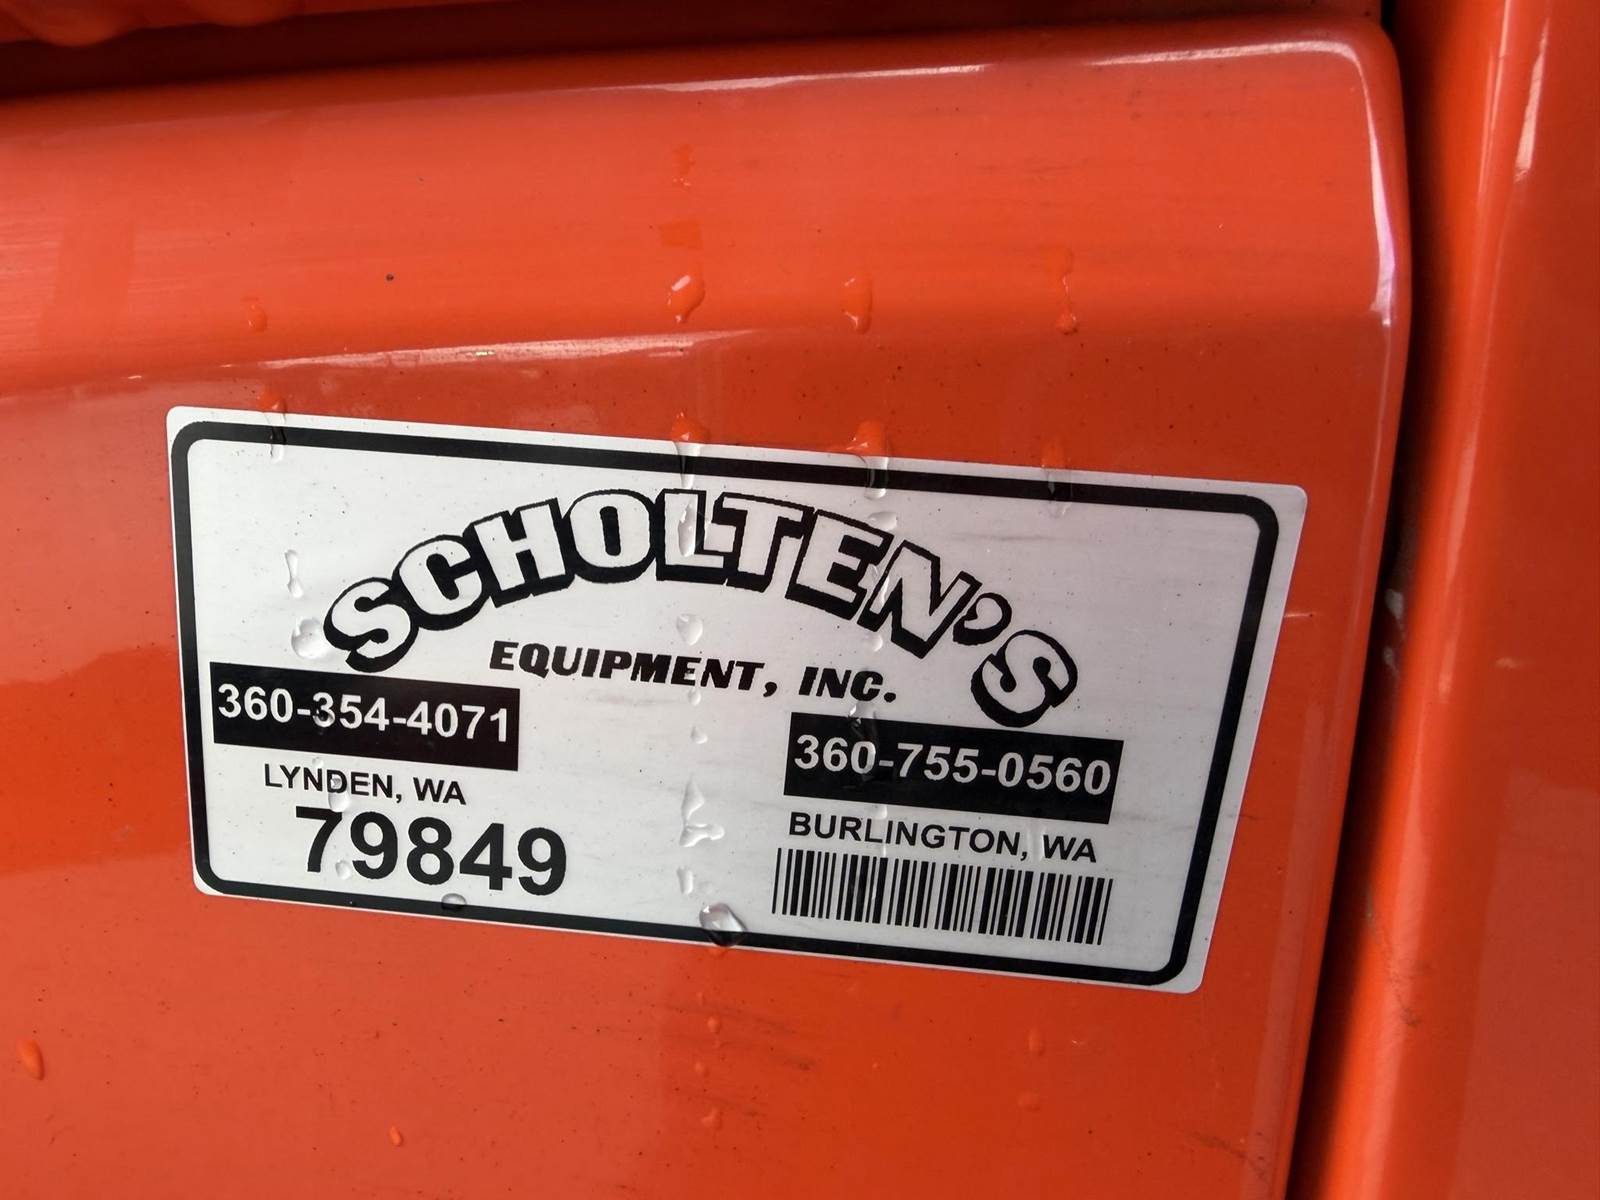 SCHOLTEN'S
EQUIPMENT, INC.
360-354-4071
LYNDEN, WA
79849
360-755-0560
BURLINGTON, WA